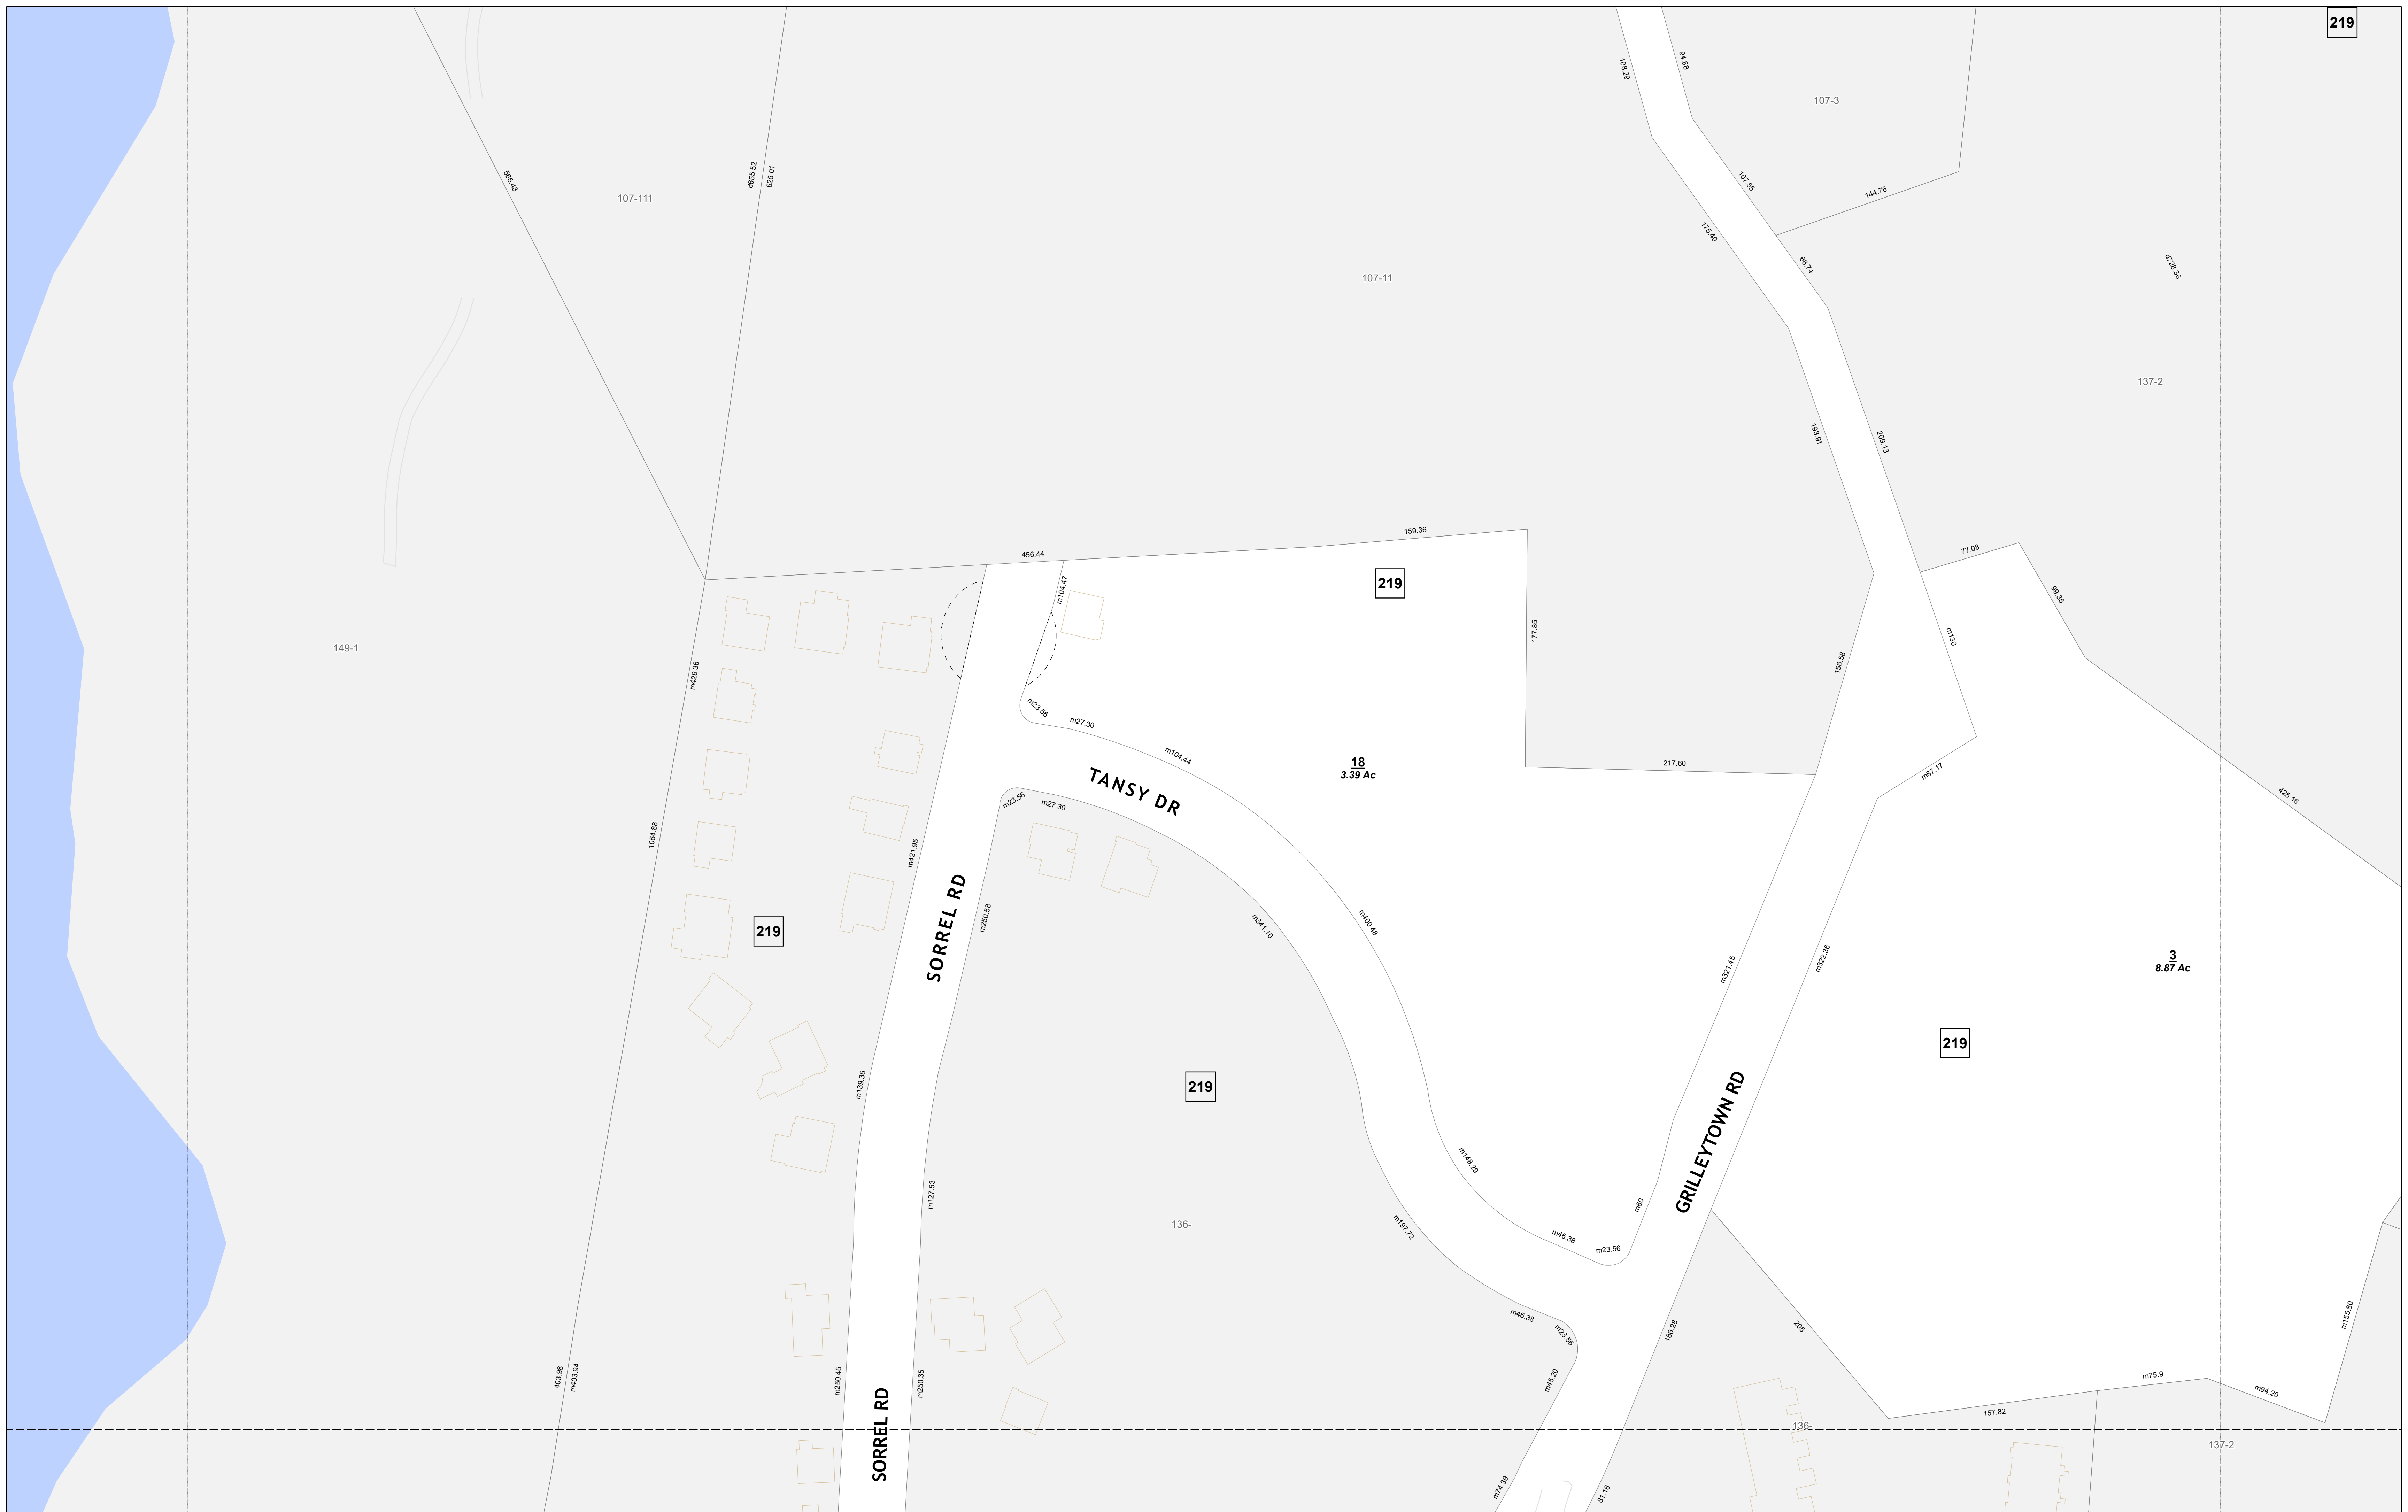 219
108.29
94.88
107-3
565.43
d655.52
625.01
107-111
107.55
144.76
175.40
66.74
107-11
d728.36
137-2
193.91
209.13
159.36
456.44
77.08
219
m104.47
99.35
177.85
m130
149-1
156.58
m429.36
m23.56
m27.30
m104.44
18
3.39 Ac
217.60
m87.17
TANSY DR
m23.56
m27.30
425.18
1054.88
m421.95
SORREL RD
m250.58
m341.10
m400.48
219
m321.45
m322.36
3
8.87 Ac
219
m139.35
219
GRILLEYTOWN RD
m148.29
m127.53
m60
136-
m197.72
m46.38
m23.56
m46.38
m23.56
186.28
205
m155.80
403.98
m403.94
m250.45
m250.35
m45.20
m75.9
m94.20
157.82
SORREL RD
136-
137-2
m74.39
81.16